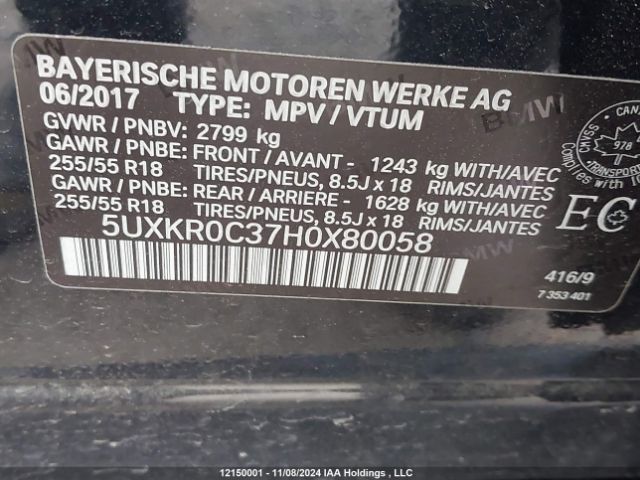 BAYERISCHE MOTOREN WERKE AG
06/2017 TYPE: MPV / VTUM
GVWR / PNBV: 2799 kg
GAWR / PNBE: FRONT / AVANT - 1243 kg WITH/AVEC
255/55 R18 TIRES/PNEUS, 8.5J x 18 RIMS/JANTES
GAWR / PNBE: REAR / ARRIERE - 1628 kg WITH/AVEC
255/55 R18 TIRES/PNEUS, 8.5J x 18 RIMS/JANTES
5UXKR0C37H0X80058
EC
416/9
7 353 401
978
12150001 - 11/08/2024 IAA Holdings , LLC